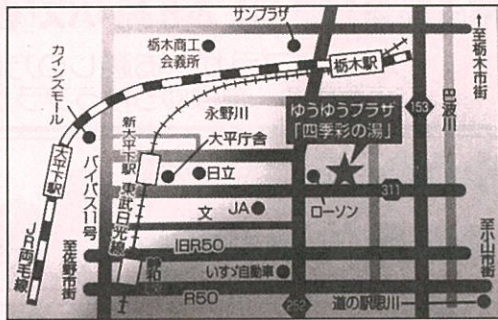 サンプラザ
栃木商工
会議所
栃木駅
↑至栃木市街
カインズモール
永野川
ゆうゆうプラザ
「四季彩の湯」
153
巴波川
新大平下駅
大平庁舎
大平下駅
バイパス11号
東武日光線
日立
311
文
JA
ローソン
JR両毛線
至佐野市街
旧R50
静和駅
いすゞ自動車
至小山市街
R50
252
道の駅思川